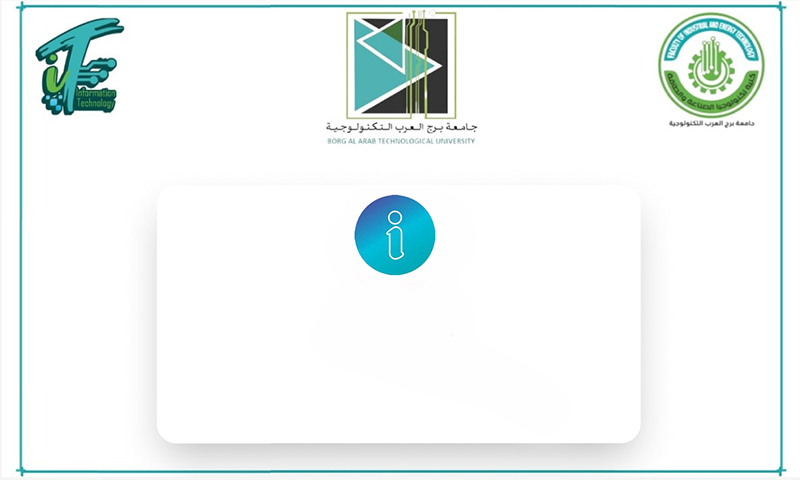 iT
Information
Technology
جامعة برج العرب التكنولوجية
BORG AL ARAB TECHNOLOGICAL UNIVERSITY
FACULTY OF INDUSTRIAL AND ENERGY TECHNOLOGY
كلية تكنولوجيا الصناعة والطاقة
جامعة برج العرب التكنولوجية
i